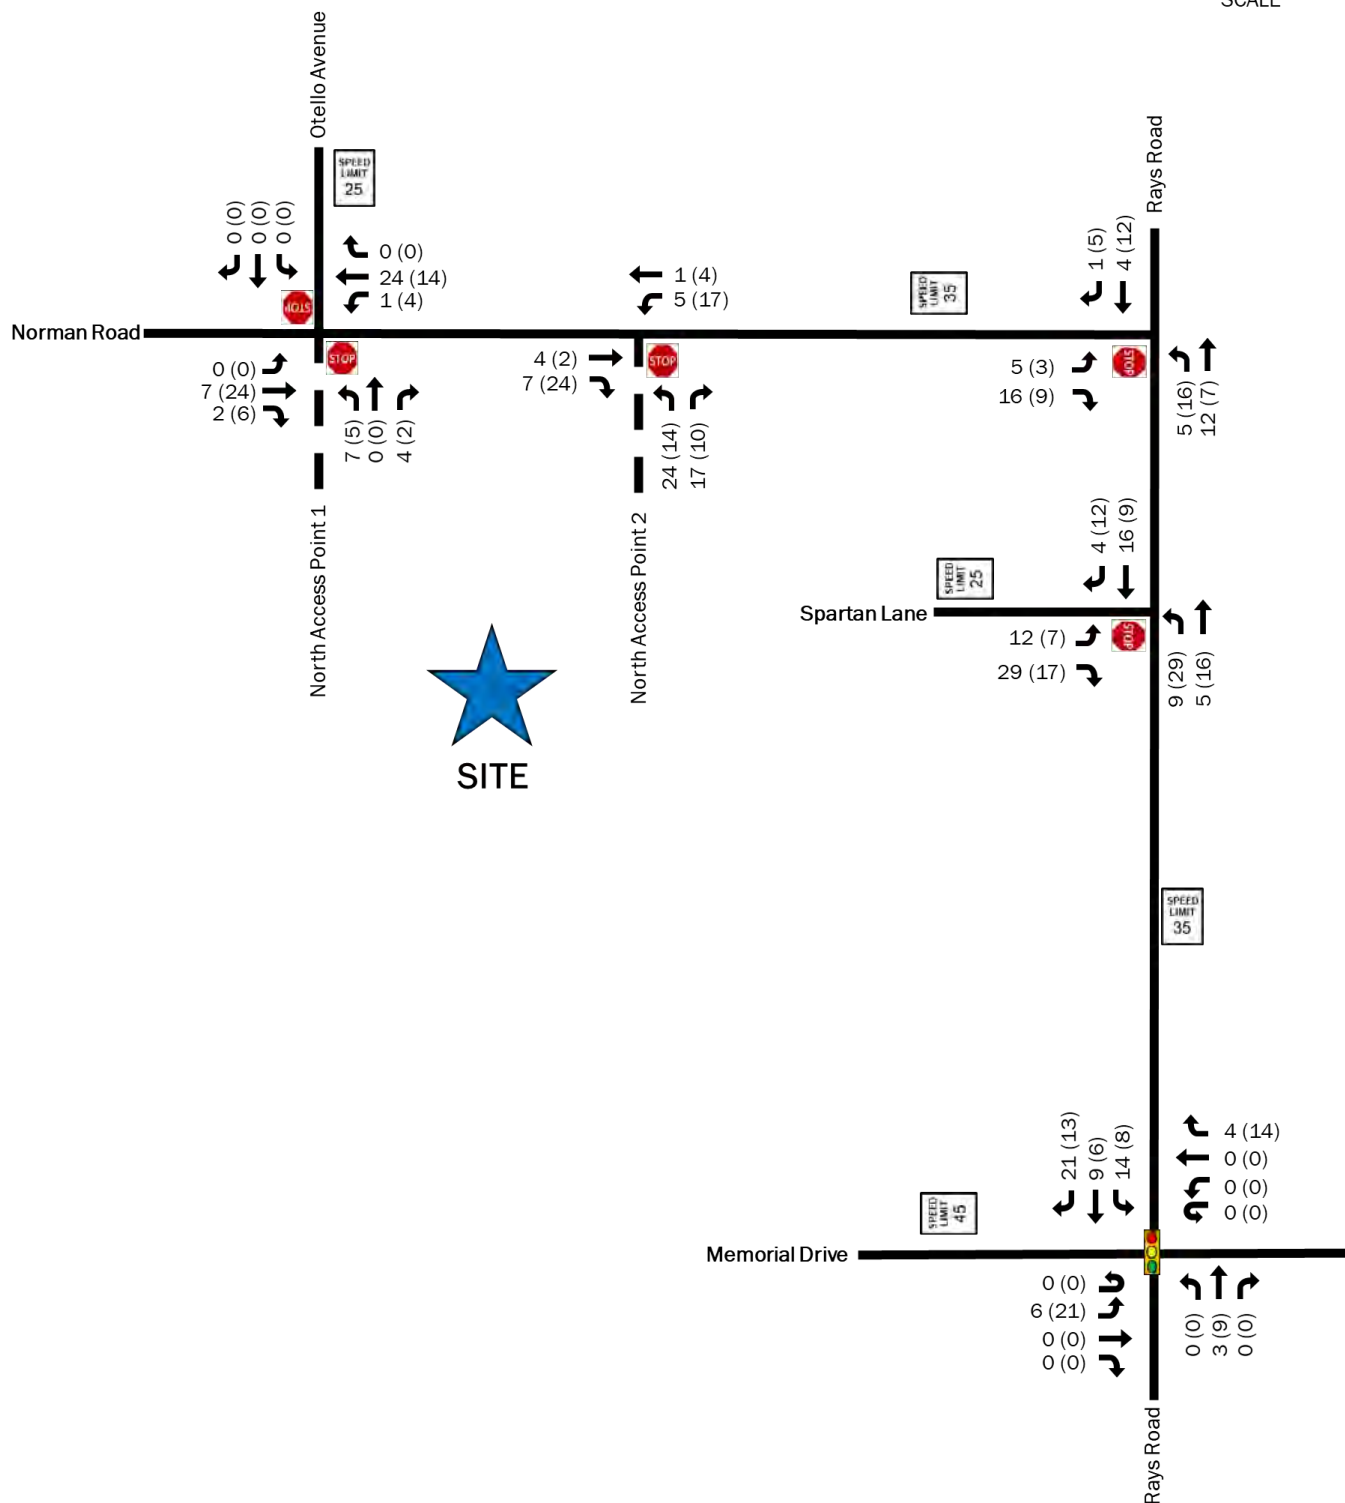 SCALE
Otello Avenue
SPEED
LIMIT
25
Rays Road
0 (0)
0 (0)
0 (0)
0 (0)
24 (14)
1 (4)
STOP
1 (4)
5 (17)
SPEED
LIMIT
35
1 (5)
4 (12)
Norman Road
0 (0)
7 (24)
2 (6)
STOP
7 (5)
0 (0)
4 (2)
4 (2)
7 (24)
STOP
24 (14)
17 (10)
5 (3)
16 (9)
STOP
5 (16)
12 (7)
North Access Point 1
North Access Point 2
4 (12)
16 (9)
SPEED
LIMIT
25
Spartan Lane
12 (7)
29 (17)
STOP
9 (29)
5 (16)
SITE
SPEED
LIMIT
35
21 (13)
9 (6)
14 (8)
4 (14)
0 (0)
0 (0)
0 (0)
SPEED
LIMIT
45
Memorial Drive
0 (0)
6 (21)
0 (0)
0 (0)
0 (0)
3 (9)
0 (0)
Rays Road